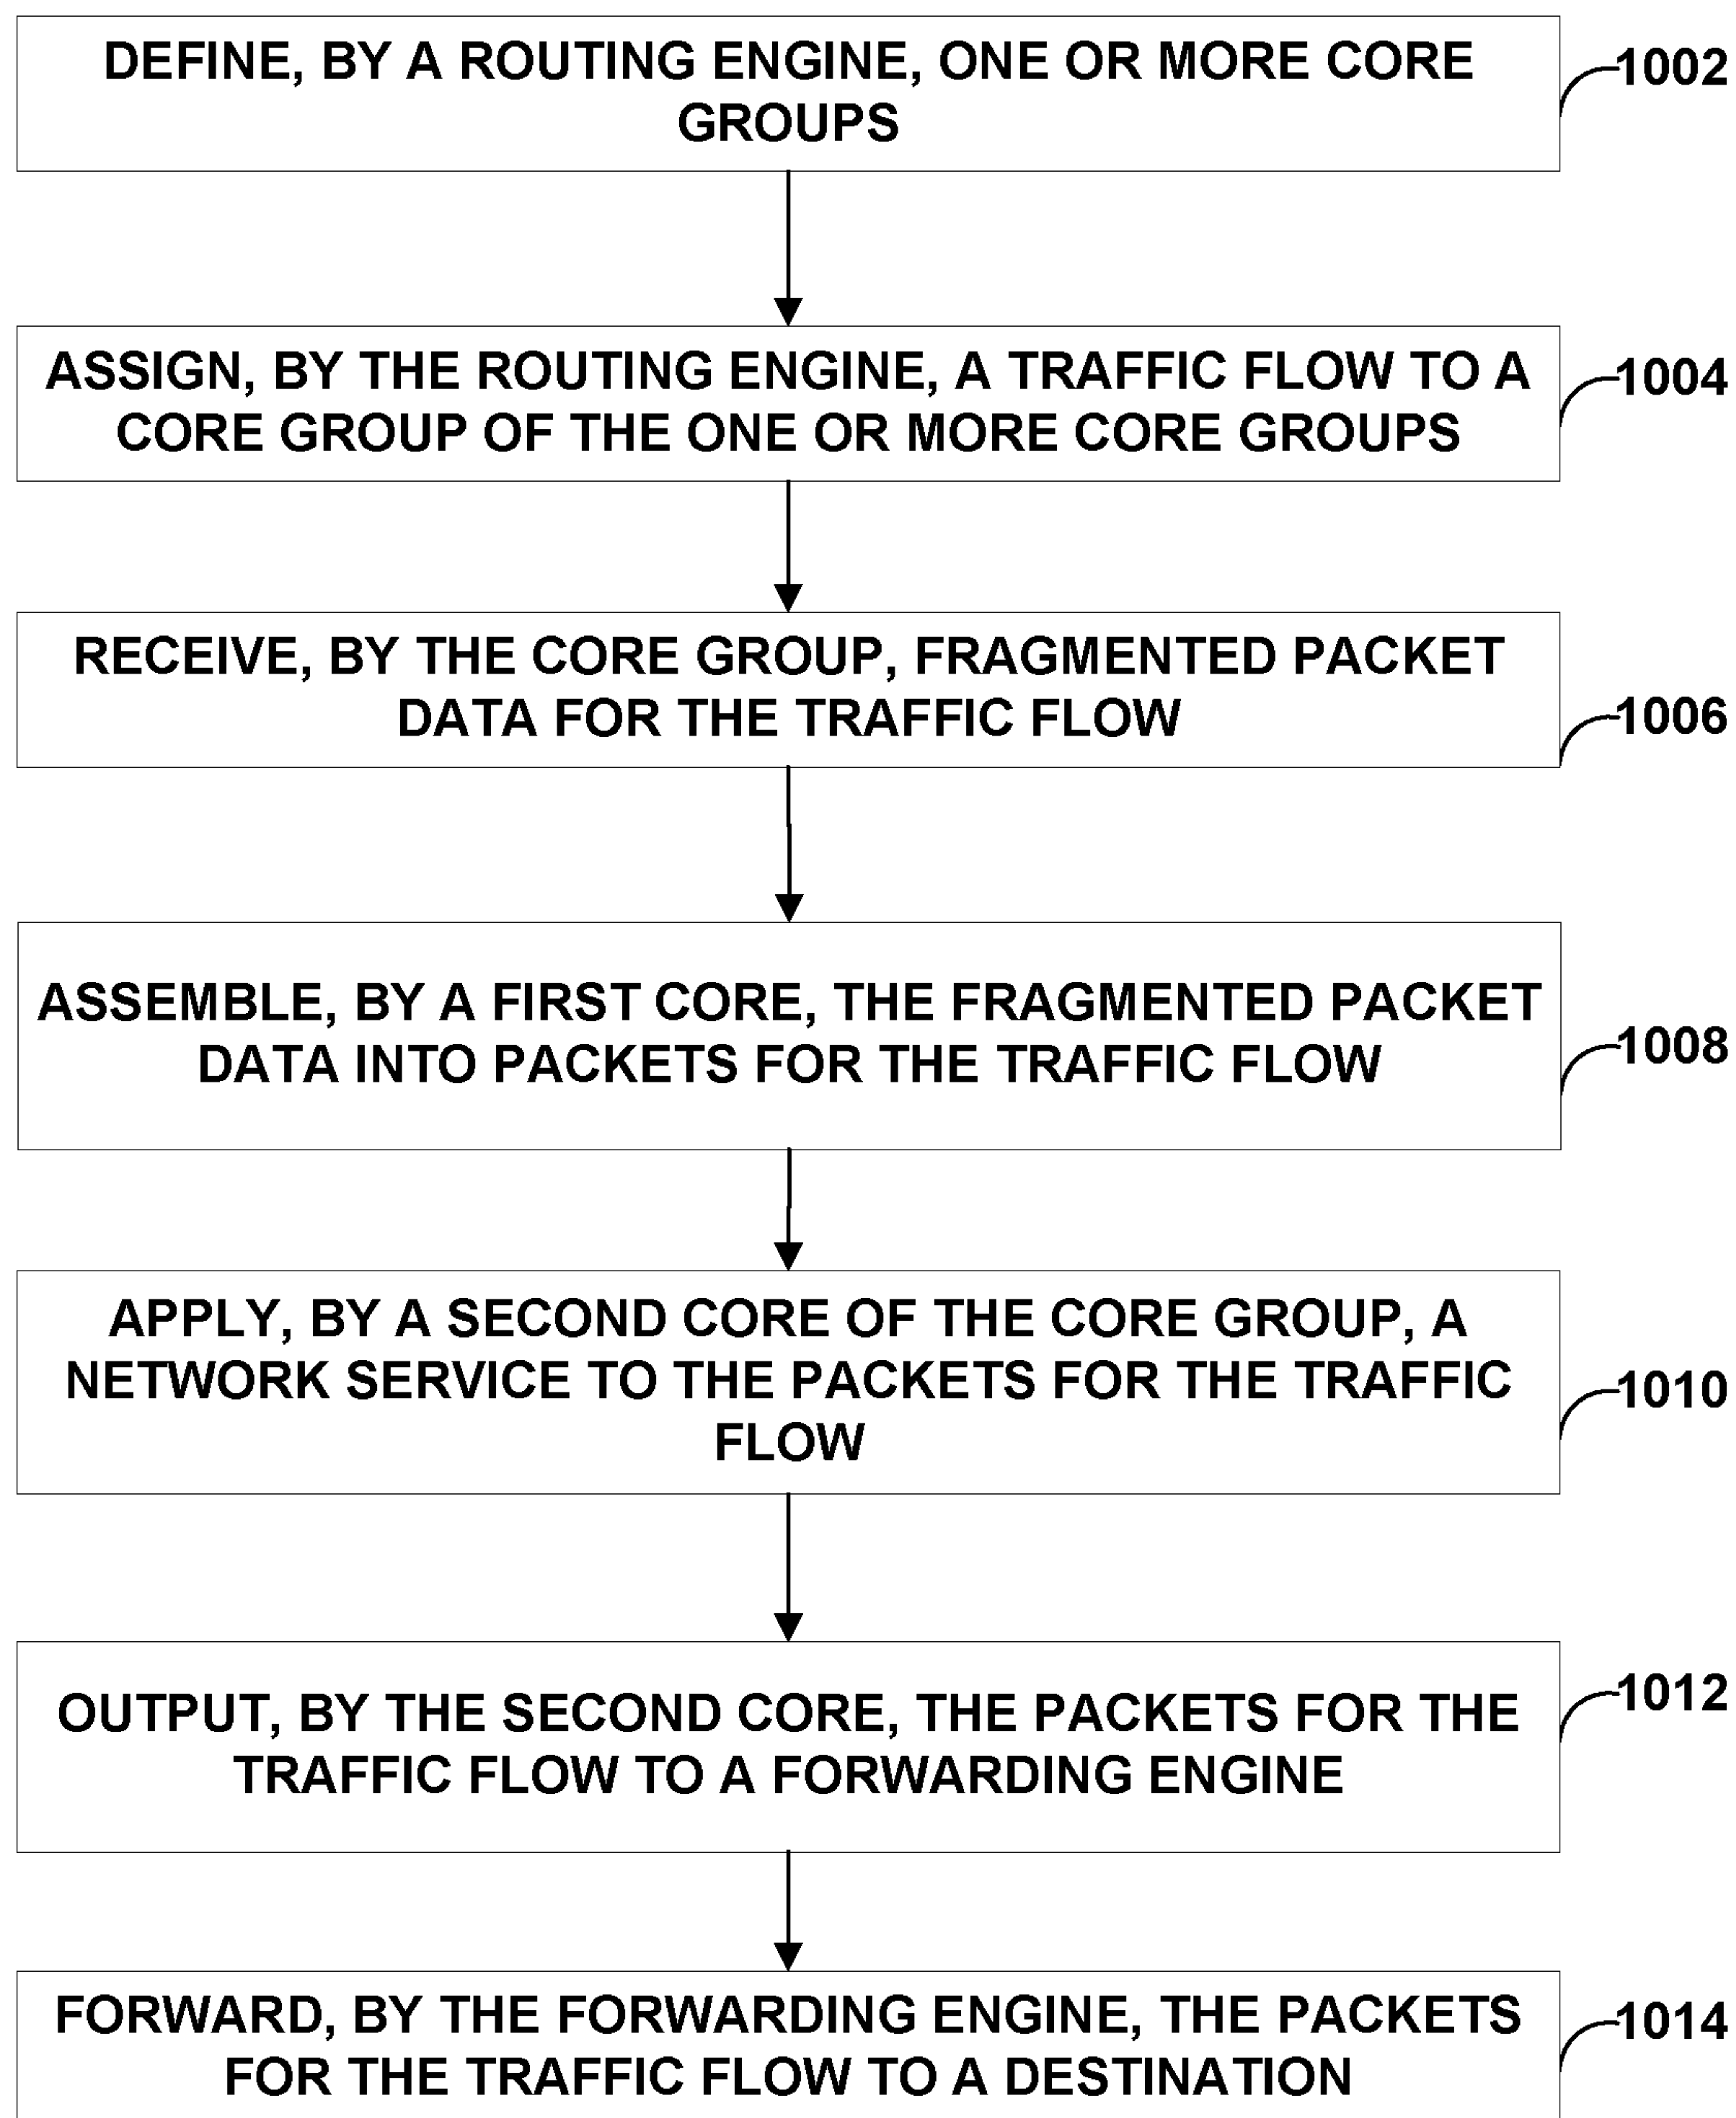 DEFINE, BY A ROUTING ENGINE, ONE OR MORE CORE
GROUPS
1002
ASSIGN, BY THE ROUTING ENGINE, A TRAFFIC FLOW TO A
CORE GROUP OF THE ONE OR MORE CORE GROUPS
1004
RECEIVE, BY THE CORE GROUP, FRAGMENTED PACKET
DATA FOR THE TRAFFIC FLOW
1006
ASSEMBLE, BY A FIRST CORE, THE FRAGMENTED PACKET
DATA INTO PACKETS FOR THE TRAFFIC FLOW
1008
APPLY, BY A SECOND CORE OF THE CORE GROUP, A
NETWORK SERVICE TO THE PACKETS FOR THE TRAFFIC
FLOW
1010
OUTPUT, BY THE SECOND CORE, THE PACKETS FOR THE
TRAFFIC FLOW TO A FORWARDING ENGINE
1012
FORWARD, BY THE FORWARDING ENGINE, THE PACKETS
FOR THE TRAFFIC FLOW TO A DESTINATION
1014